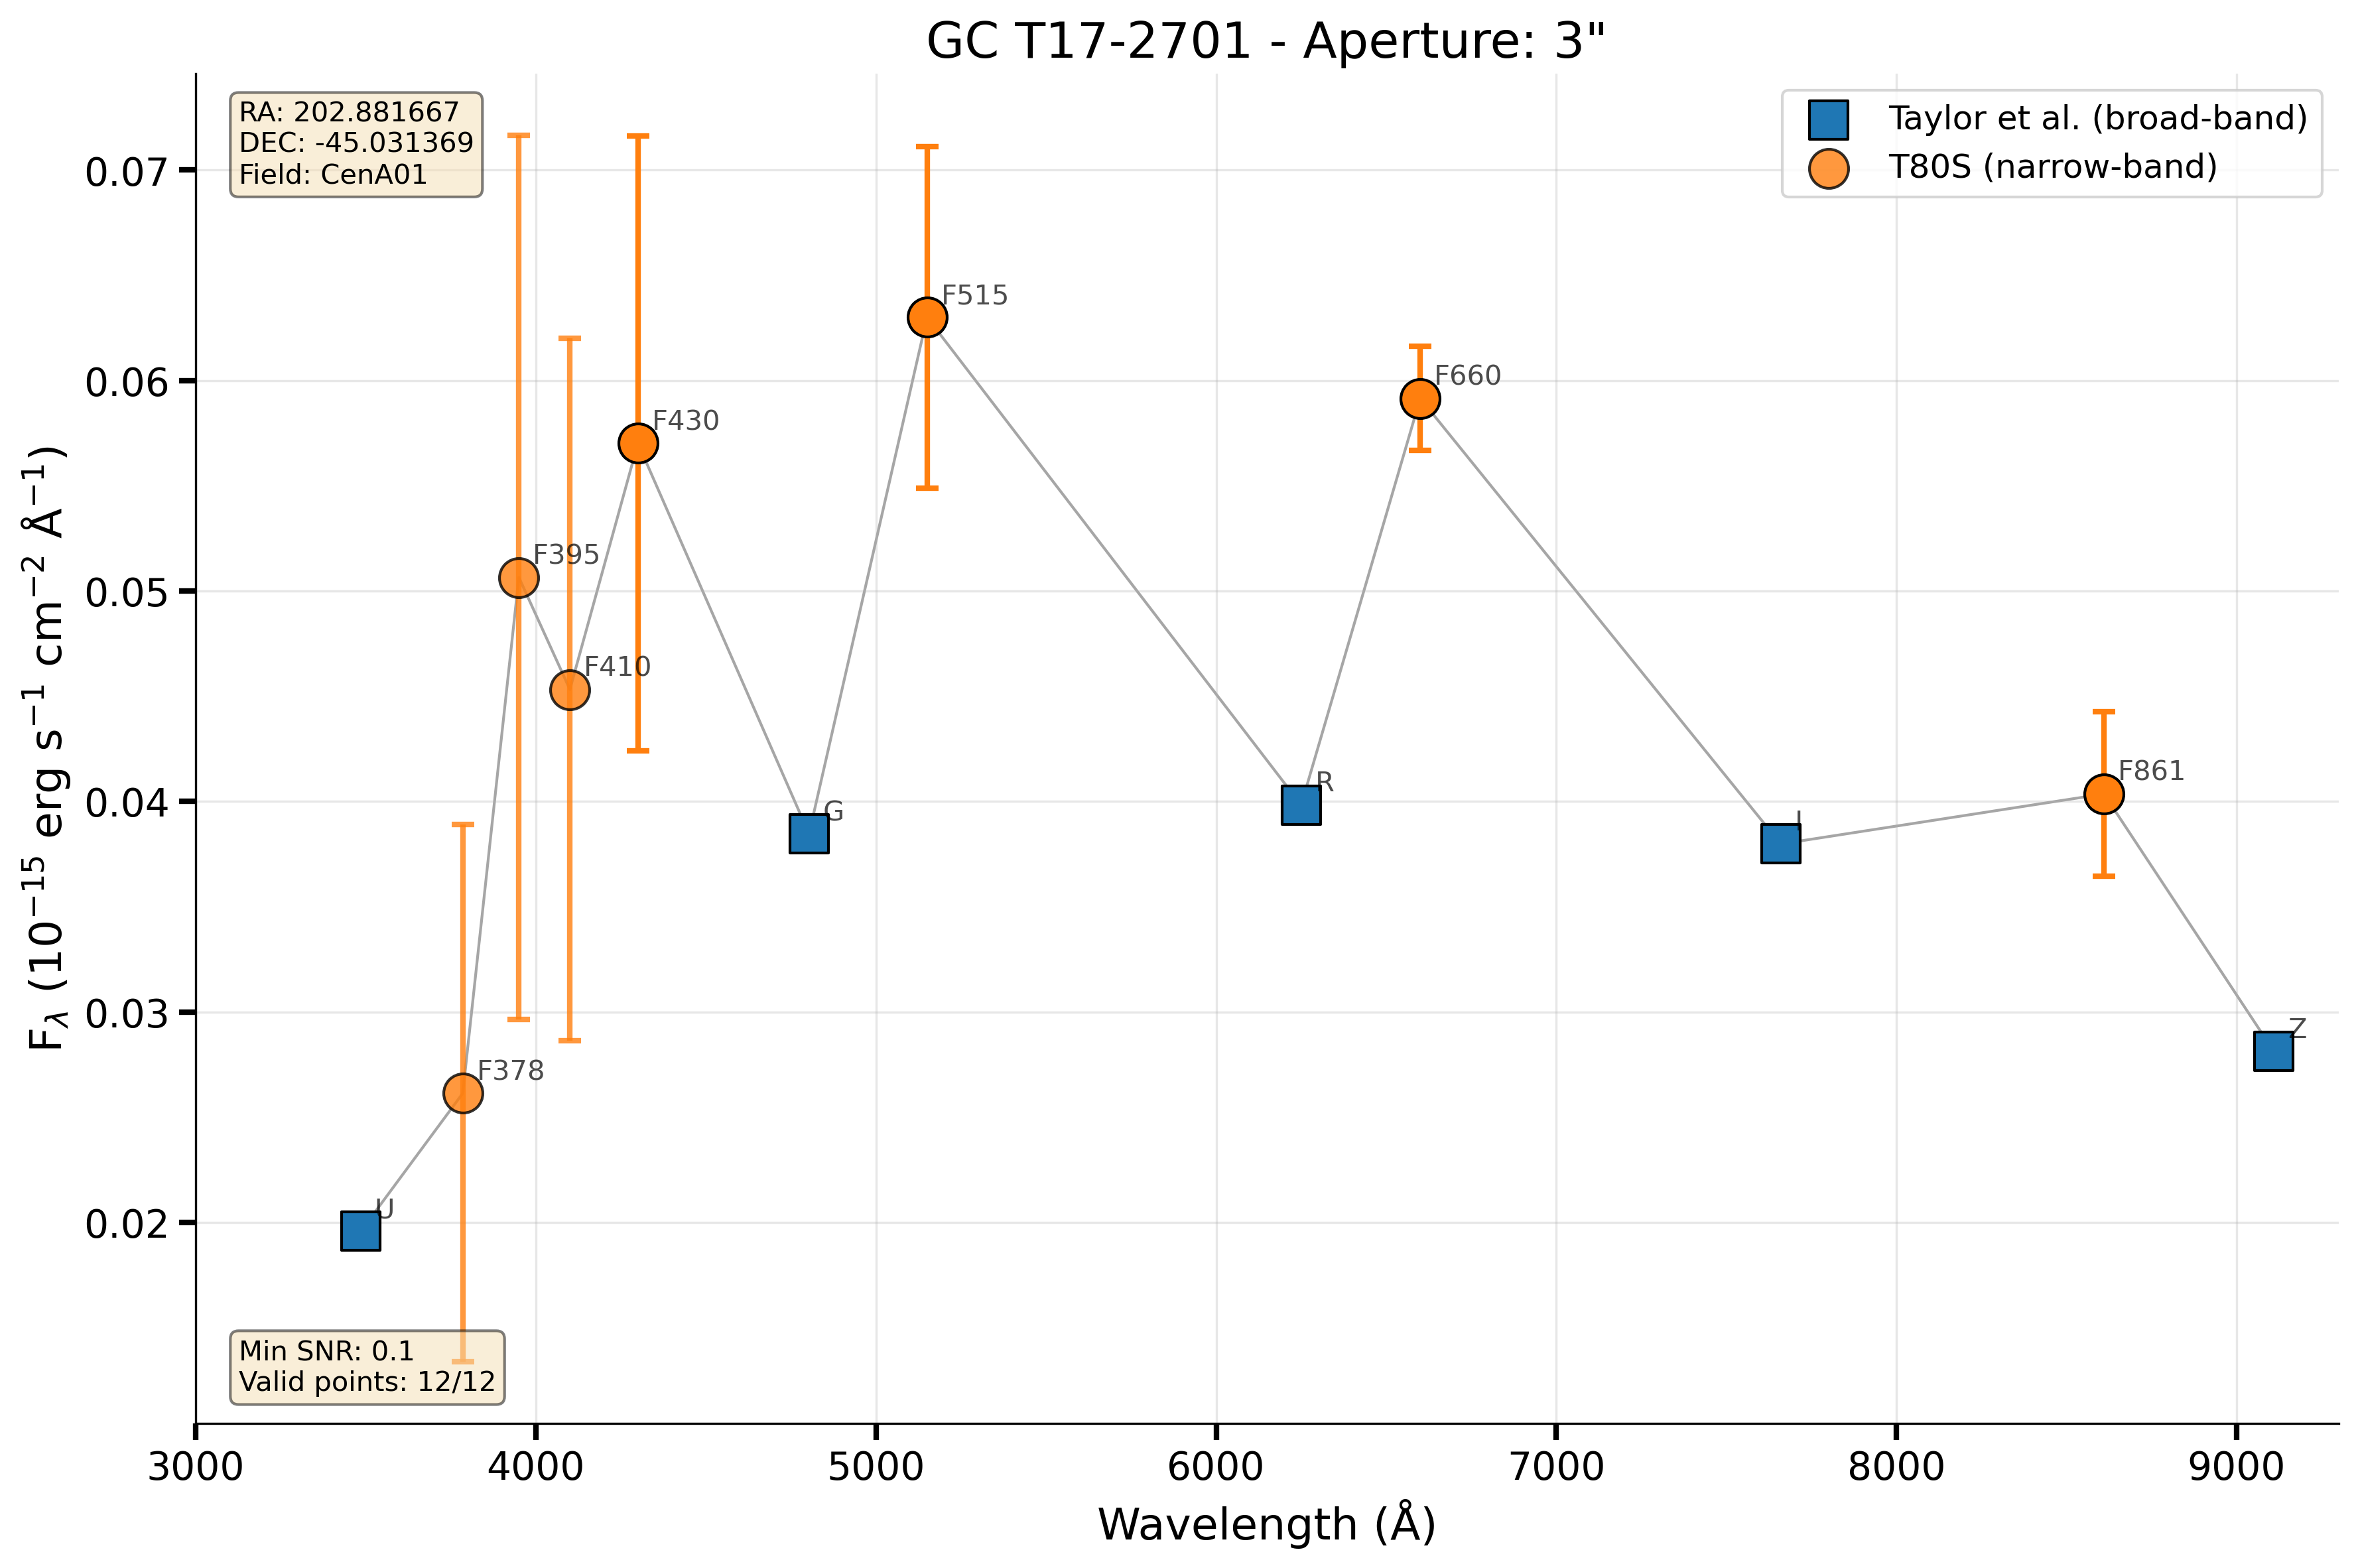 GC T17-2701 - Aperture: 3"
RA: 202.881667
DEC: -45.031369
Field: CenA01
Taylor et al. (broad-band)
T80S (narrow-band)
F$_{\lambda}$ (10$^{-15}$ erg s$^{-1}$ cm$^{-2}$ Å$^{-1}$)
0.07
0.06
0.05
0.04
0.03
0.02
U
F378
F395
F410
F430
G
F515
R
F660
I
F861
Z
Min SNR: 0.1
Valid points: 12/12
3000 4000 5000 6000 7000 8000 9000
Wavelength (Å)